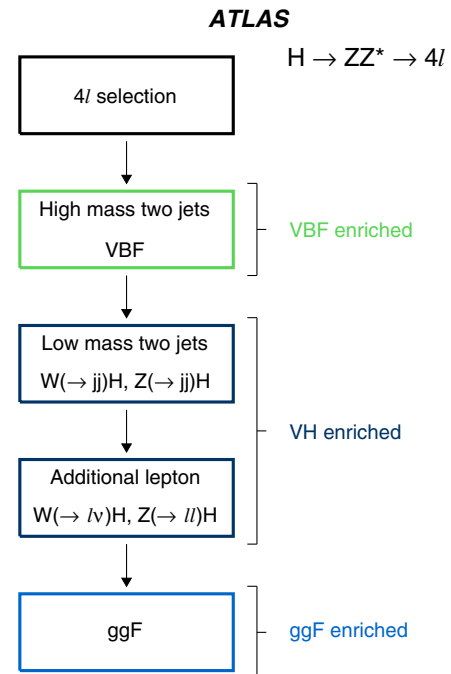 ATLAS
H → ZZ* → 4l
4l selection
High mass two jets
VBF
VBF enriched
Low mass two jets
W(→ jj)H, Z(→ jj)H
VH enriched
Additional lepton
W(→ lν)H, Z(→ ll)H
ggF
ggF enriched